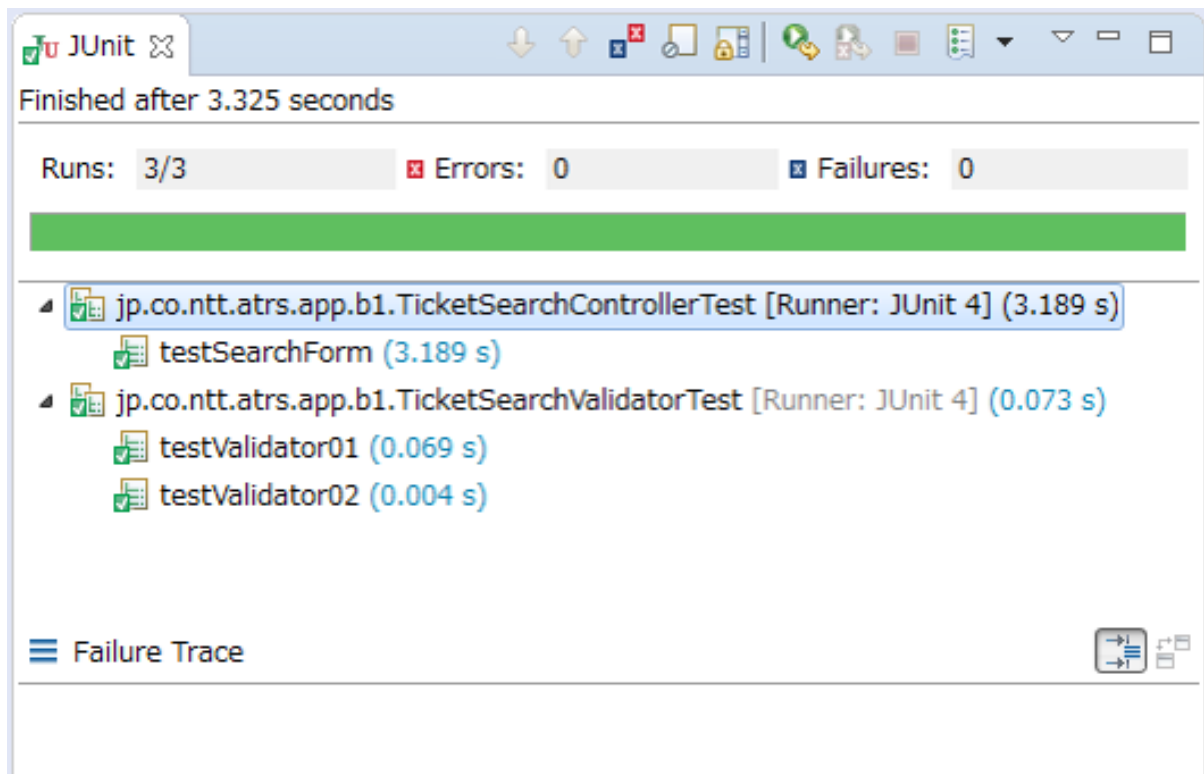 JUnit
Finished after 3.325 seconds
Runs: 3/3 Errors: 0 Failures: 0
jp.co.ntt.atrs.app.b1.TicketSearchControllerTest [Runner: JUnit 4] (3.189 s)
testSearchForm (3.189 s)
jp.co.ntt.atrs.app.b1.TicketSearchValidatorTest [Runner: JUnit 4] (0.073 s)
testValidator01 (0.069 s)
testValidator02 (0.004 s)
Failure Trace